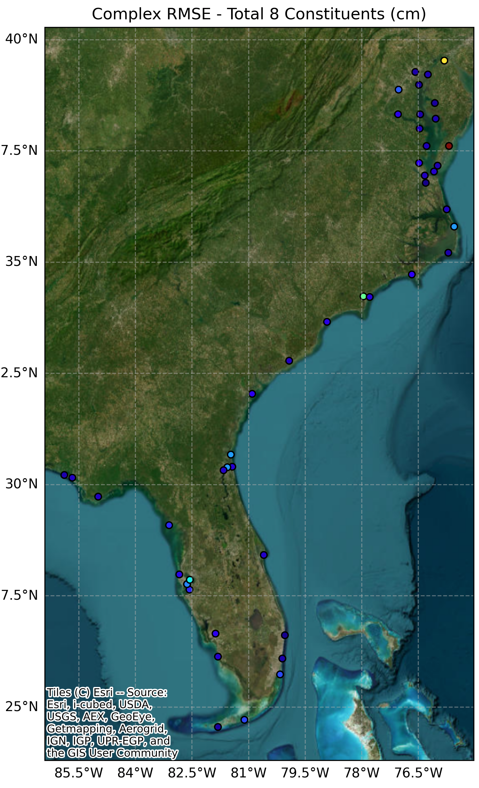 Complex RMSE - Total 8 Constituents (cm)
40°N
7.5°N
35°N
2.5°N
30°N
7.5°N
25°N
Tiles (C) Esri -- Source:
Esri, i-cubed, USDA,
USGS, AEX, GeoEye,
Getmapping, Aerogrid,
IGN, IGP, UPR-EGP, and
the GIS User Community
85.5°W 84°W 82.5°W 81°W 79.5°W 78°W 76.5°W